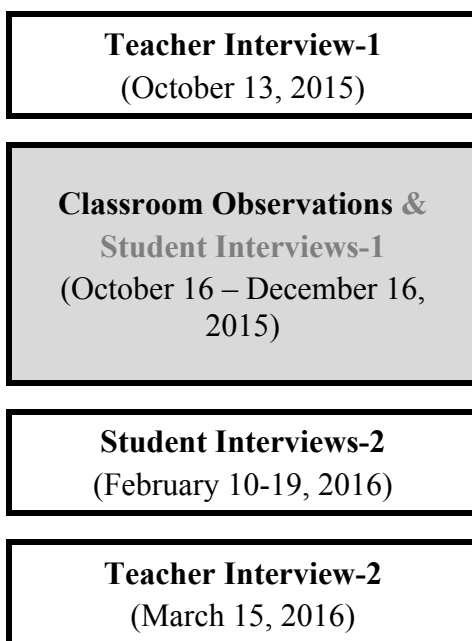 Teacher Interview-1
(October 13, 2015)
Classroom Observations &
Student Interviews-1
(October 16 – December 16,
2015)
Student Interviews-2
(February 10-19, 2016)
Teacher Interview-2
(March 15, 2016)